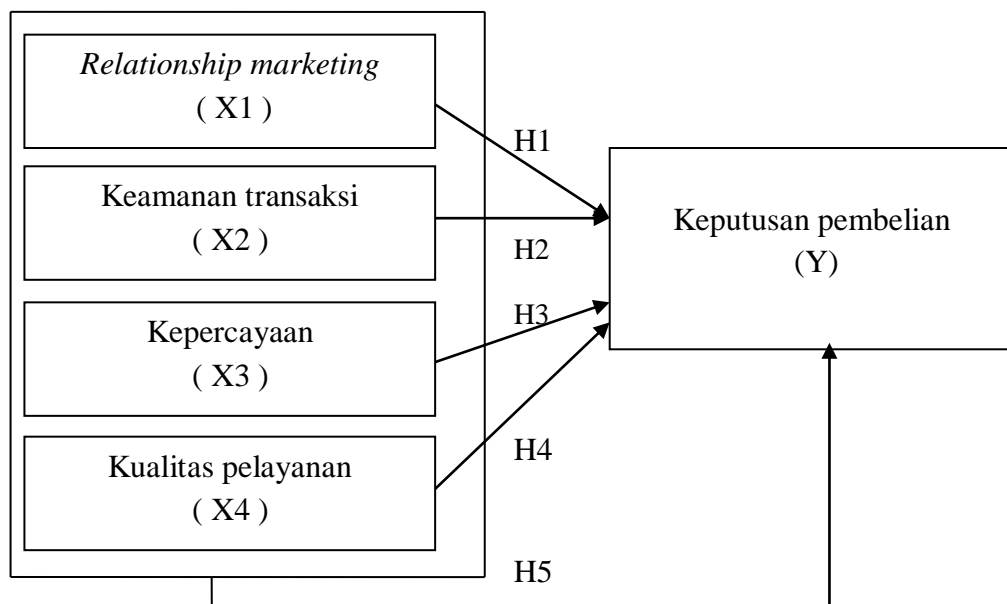 Relationship marketing
( X1 )
Keamanan transaksi
( X2 )
Kepercayaan
( X3 )
Kualitas pelayanan
( X4 )
H1
H2
H3
H4
H5
Keputusan pembelian
(Y)